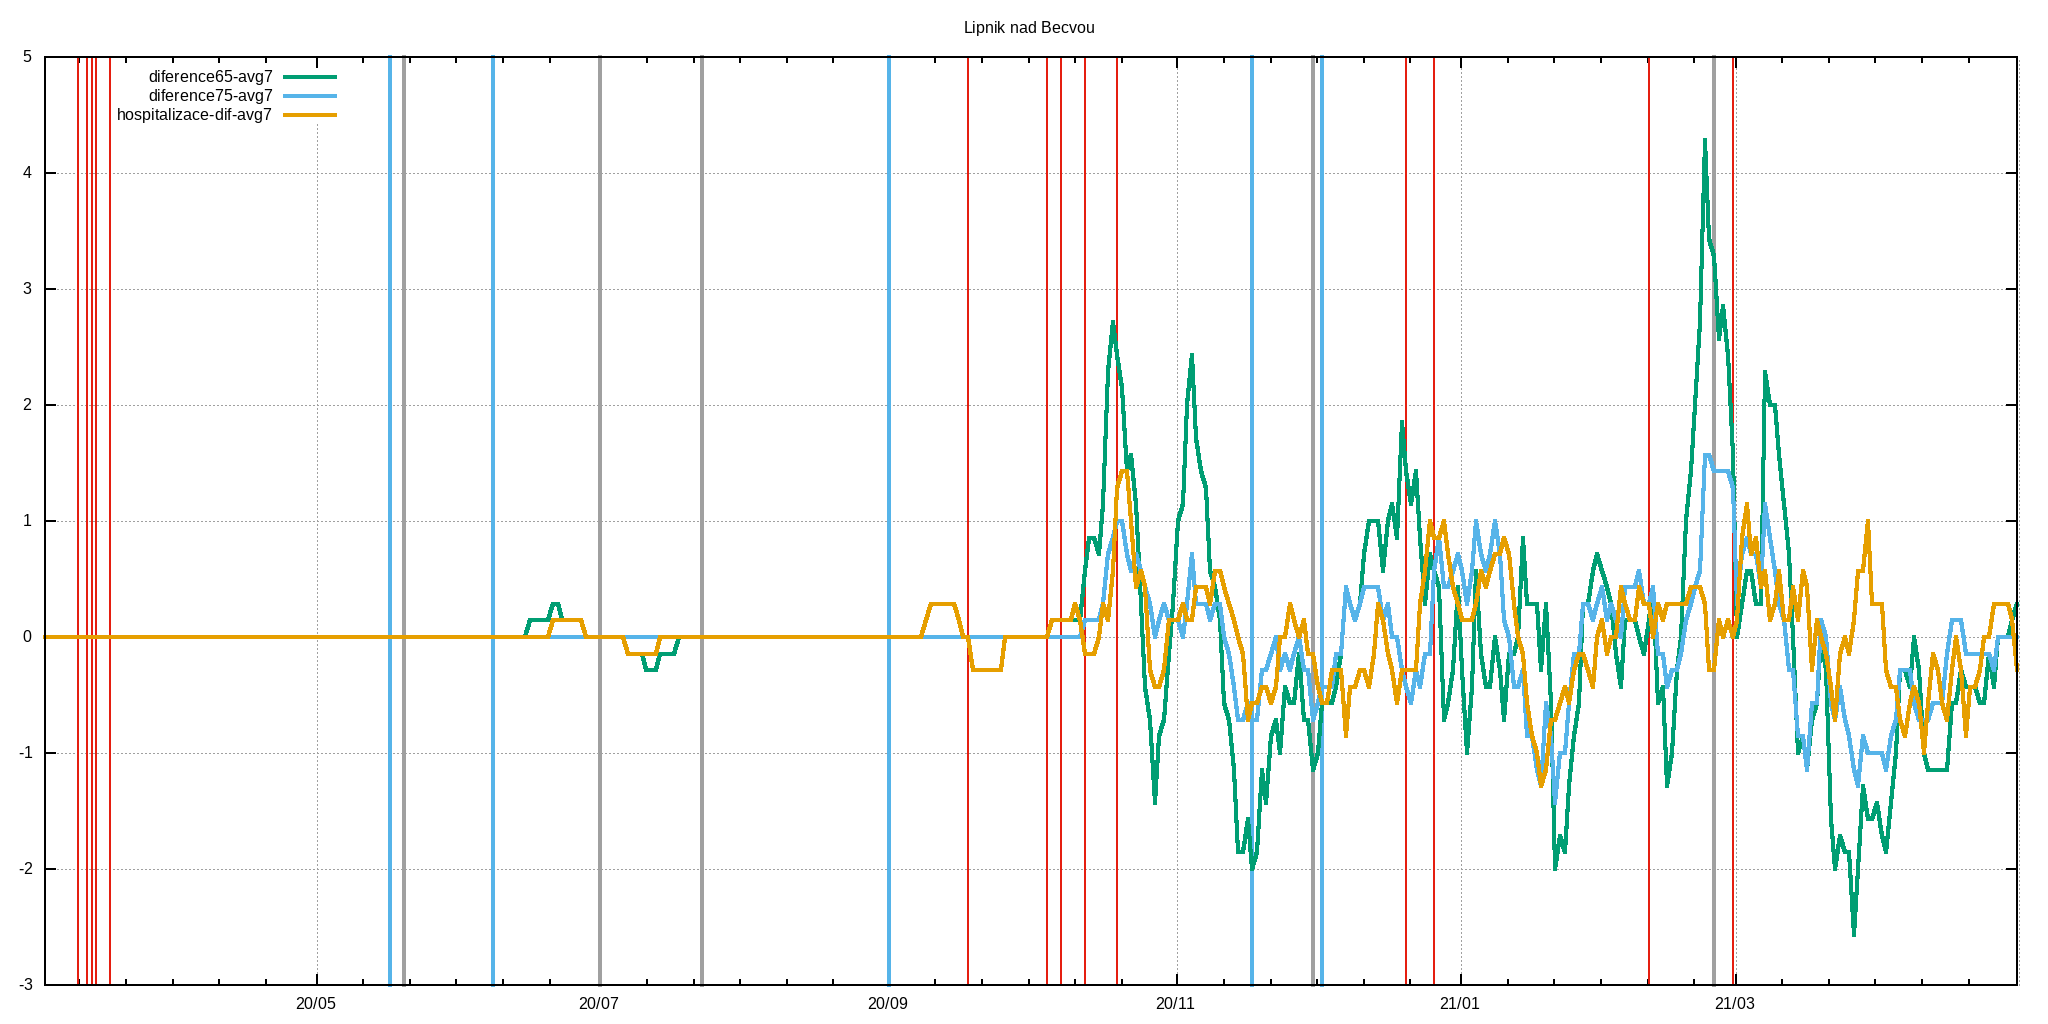 Lipnik nad Becvou
5
diference65-avg7
diference75-avg7
hospitalizace-dif-avg7
4
3
2
1
0
-1
-2
-3
20/05 20/07 20/09 20/11 21/01 21/03